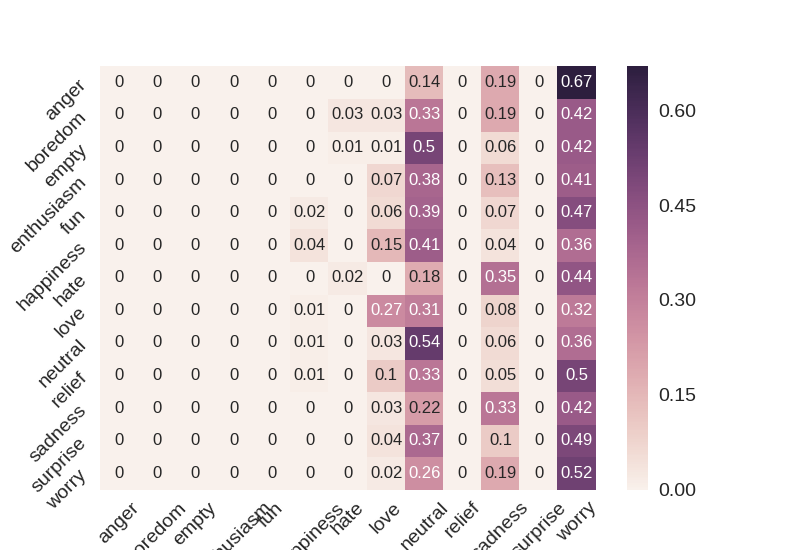 anger 0 0 0 0 0 0 0 0 0.14 0 0.19 0 0.67
boredom 0 0 0 0 0 0 0.03 0.03 0.33 0 0.19 0 0.42
empty 0 0 0 0 0 0 0.01 0.01 0.5 0 0.06 0 0.42
enthusiasm 0 0 0 0 0 0 0 0.07 0.38 0 0.13 0 0.41
fun 0 0 0 0 0 0.02 0 0.06 0.39 0 0.07 0 0.47
happiness 0 0 0 0 0 0.04 0 0.15 0.41 0 0.04 0 0.36
hate 0 0 0 0 0 0 0.02 0 0.18 0 0.35 0 0.44
love 0 0 0 0 0 0.01 0 0.27 0.31 0 0.08 0 0.32
neutral 0 0 0 0 0 0.01 0 0.03 0.54 0 0.06 0 0.36
relief 0 0 0 0 0 0.01 0 0.1 0.33 0 0.05 0 0.5
sadness 0 0 0 0 0 0 0 0.03 0.22 0 0.33 0 0.42
surprise 0 0 0 0 0 0 0 0.04 0.37 0 0.1 0 0.49
worry 0 0 0 0 0 0 0 0.02 0.26 0 0.19 0 0.52
anger oredom empty husiasm fun ppiness hate love neutral relief sadness surprise worry
0.60
0.45
0.30
0.15
0.00